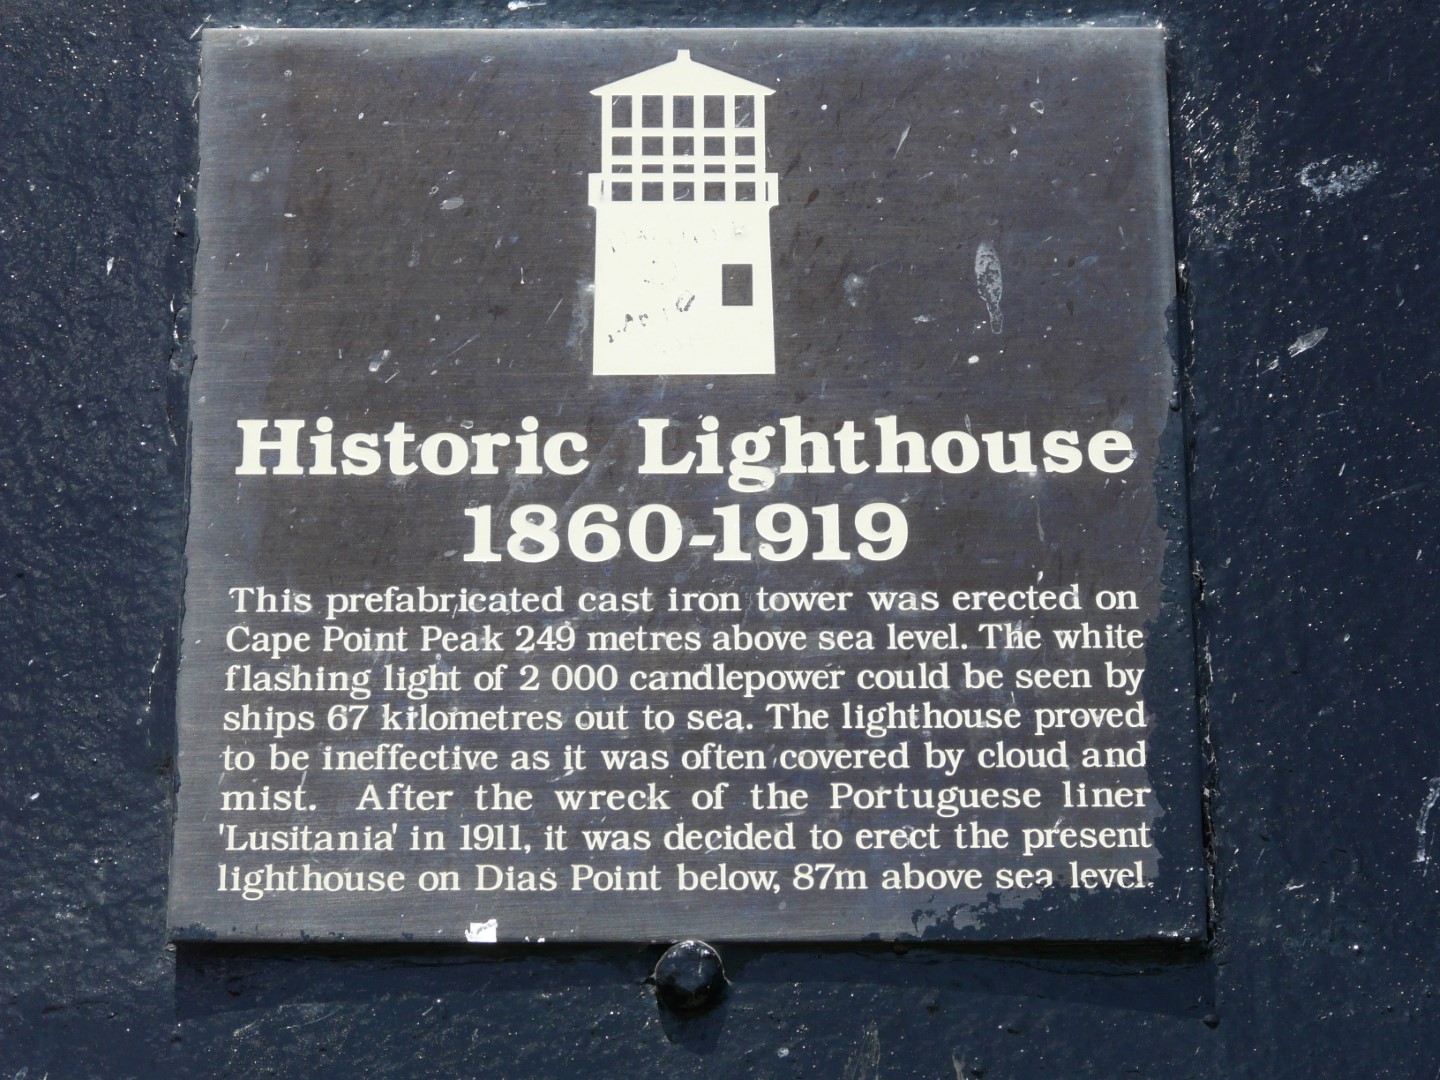 Historic Lighthouse
1860-1919
This prefabricated cast iron tower was erected on
Cape Point Peak 249 metres above sea level. The white
flashing light of 2 000 candlepower could be seen by
ships 67 kilometres out to sea. The lighthouse proved
to be ineffective as it was often covered by cloud and
mist. After the wreck of the Portuguese liner
'Lusitania' in 1911, it was decided to erect the present
lighthouse on Dias Point below, 87m above sea level.